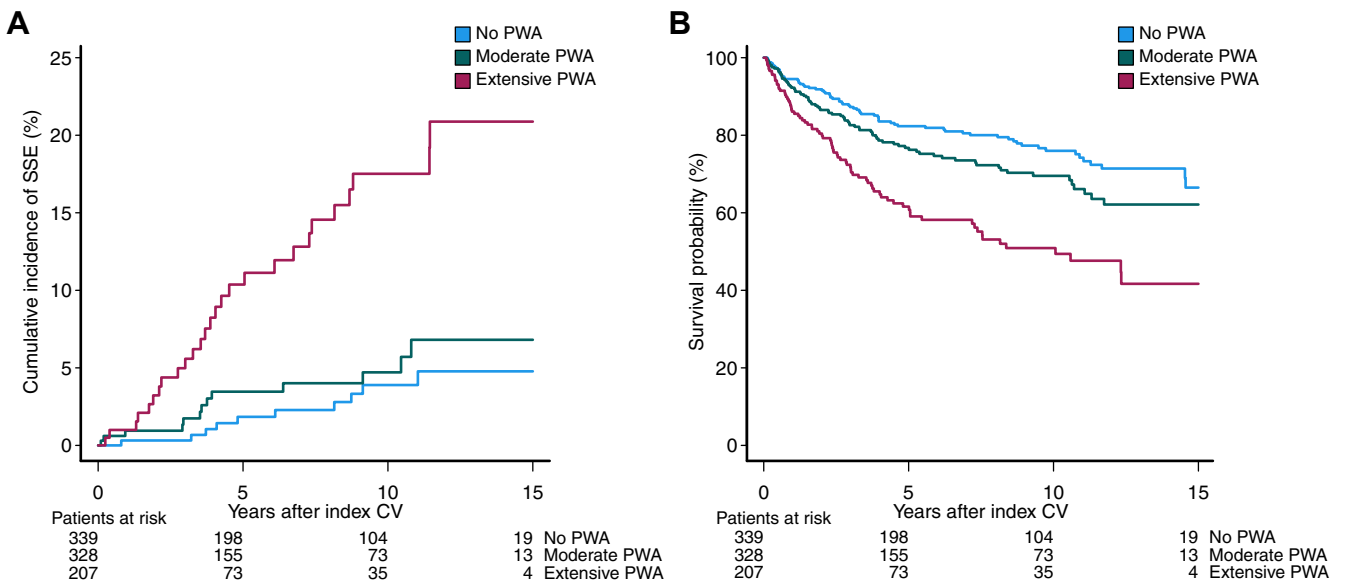 A
No PWA
Moderate PWA
Extensive PWA
25
20
15
10
5
0
Cumulative incidence of SSE (%)
0 5 10 15
Years after index CV
Patients at risk
339 198 104 19 No PWA
328 155 73 13 Moderate PWA
207 73 35 4 Extensive PWA
B
No PWA
Moderate PWA
Extensive PWA
100
80
60
40
20
0
Survival probability (%)
0 5 10 15
Years after index CV
Patients at risk
339 198 104 19 No PWA
328 155 73 13 Moderate PWA
207 73 35 4 Extensive PWA